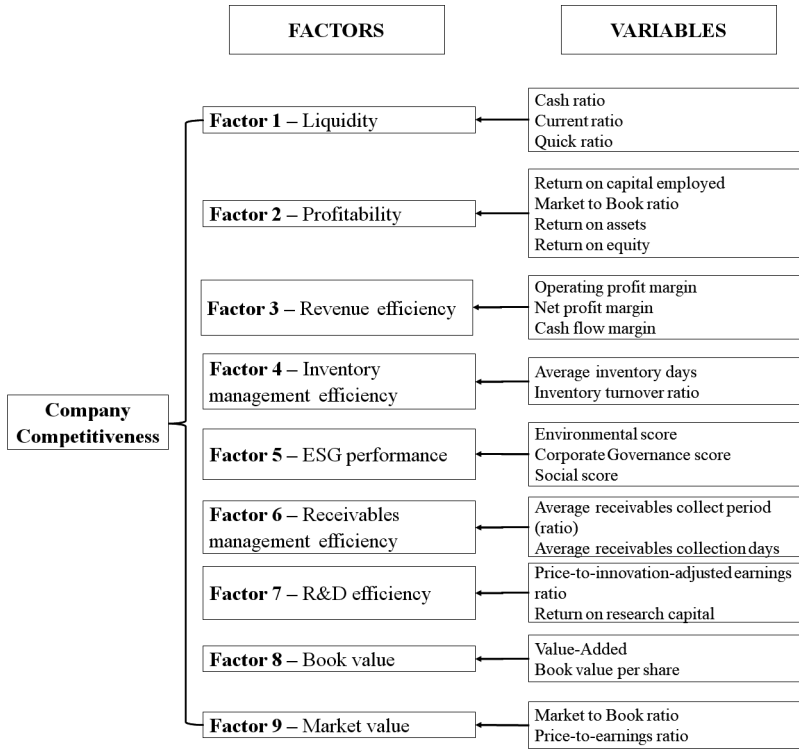 FACTORS
VARIABLES
Company
Competitiveness
Factor 1 – Liquidity
Cash ratio
Current ratio
Quick ratio
Factor 2 – Profitability
Return on capital employed
Market to Book ratio
Return on assets
Return on equity
Factor 3 – Revenue efficiency
Operating profit margin
Net profit margin
Cash flow margin
Factor 4 – Inventory
management efficiency
Average inventory days
Inventory turnover ratio
Factor 5 – ESG performance
Environmental score
Corporate Governance score
Social score
Factor 6 – Receivables
management efficiency
Average receivables collect period
(ratio)
Average receivables collection days
Factor 7 – R&D efficiency
Price-to-innovation-adjusted earnings
ratio
Return on research capital
Factor 8 – Book value
Value-Added
Book value per share
Factor 9 – Market value
Market to Book ratio
Price-to-earnings ratio